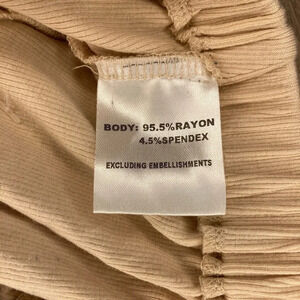 BODY: 95.5%RAYON
4.5%SPENDEX
EXCLUDING EMBELLISHMENTS